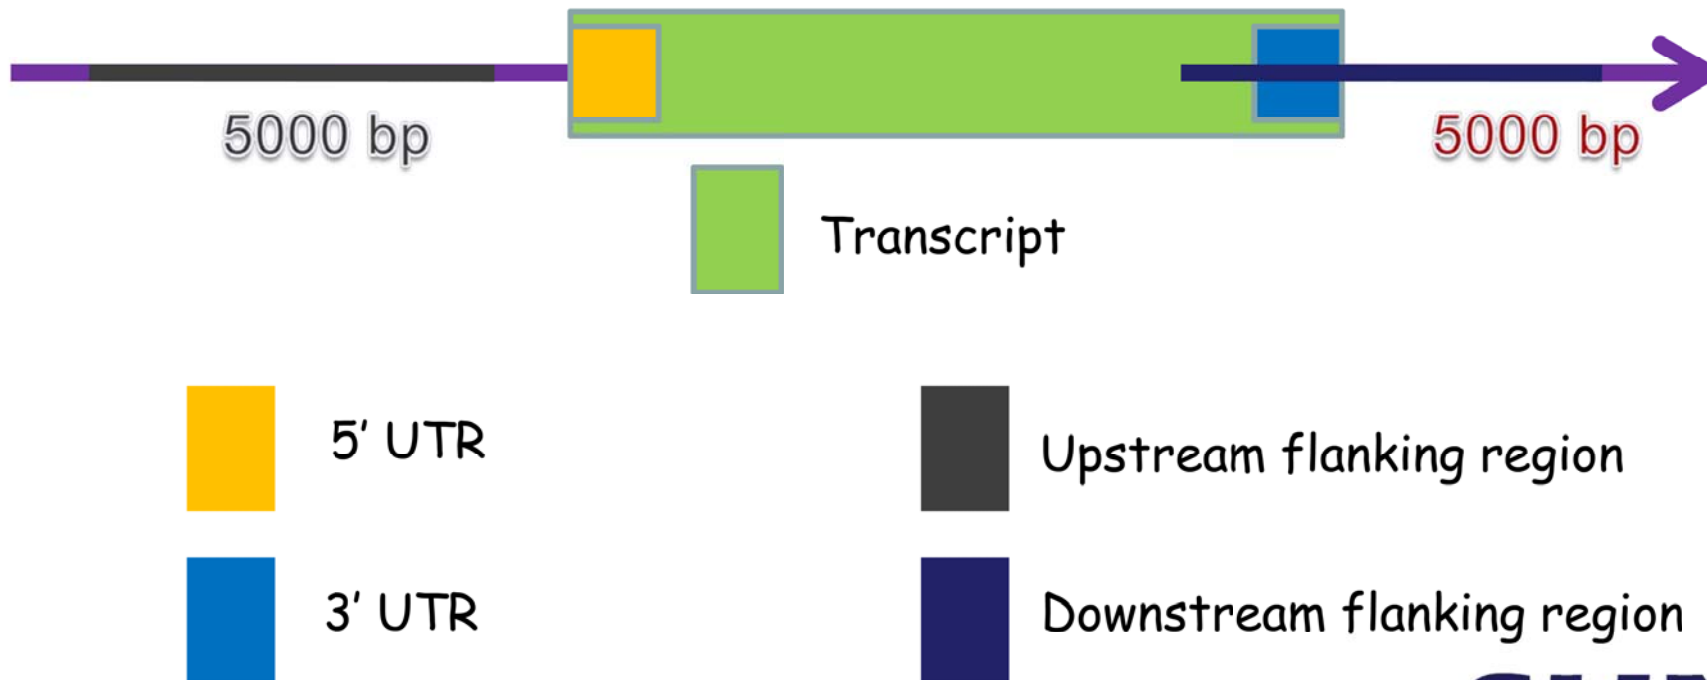 5000 bp
5000 bp
Transcript
5' UTR
Upstream flanking region
3' UTR
Downstream flanking region